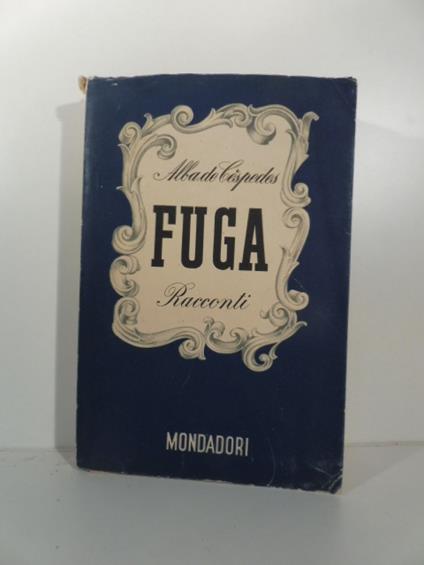 Alba de Céspedes
FUGA
Racconti
MONDADORI